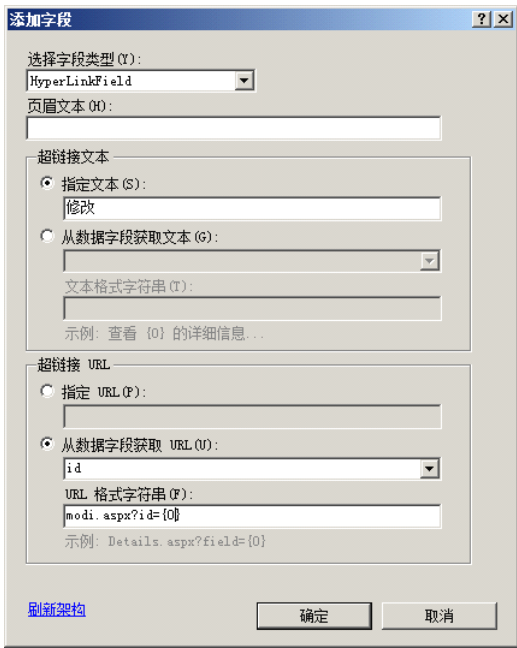 添加字段
选择字段类型(Y):
HyperLinkField
页眉文本(H):
超链接文本
指定文本(S):
修改
从数据字段获取文本(G):
文本格式字符串(T):
示例: 查看 {0} 的详细信息...
超链接 URL
指定 URL(P):
从数据字段获取 URL(U):
id
URL 格式字符串(F):
modi.aspx?id={0}
示例: Details.aspx?field={0}
刷新架构
确定
取消